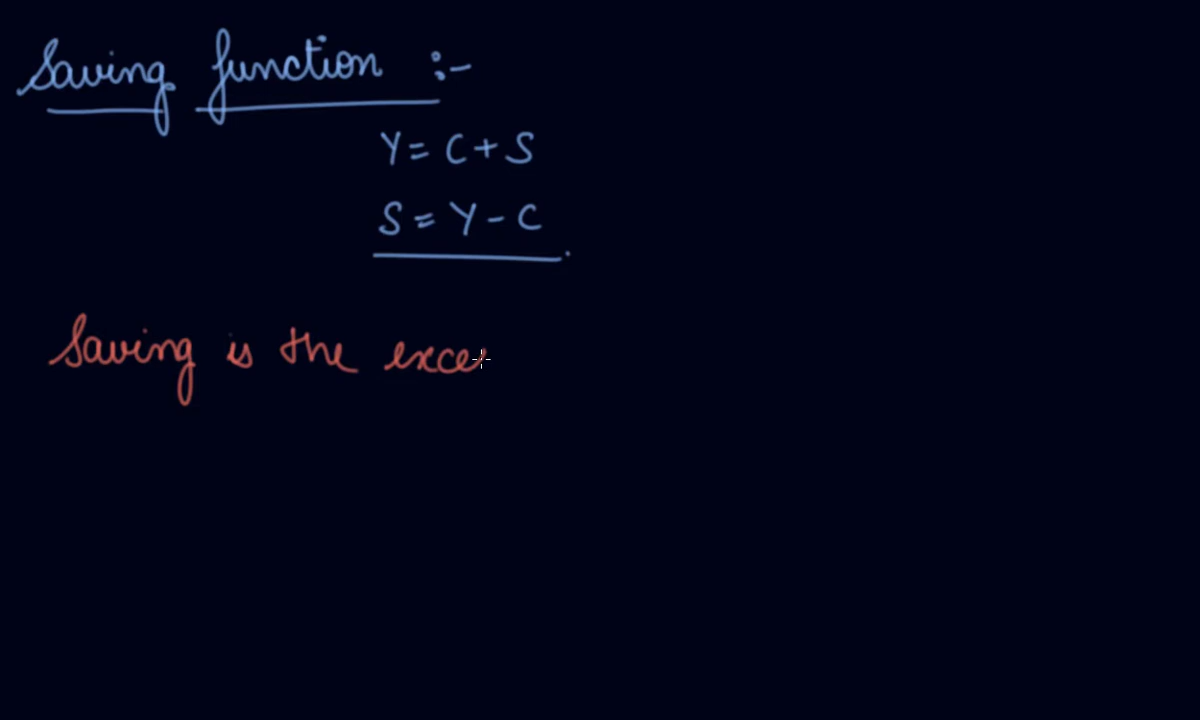 Saving function :-
Y = C + S
S = Y - C
Saving is the exce